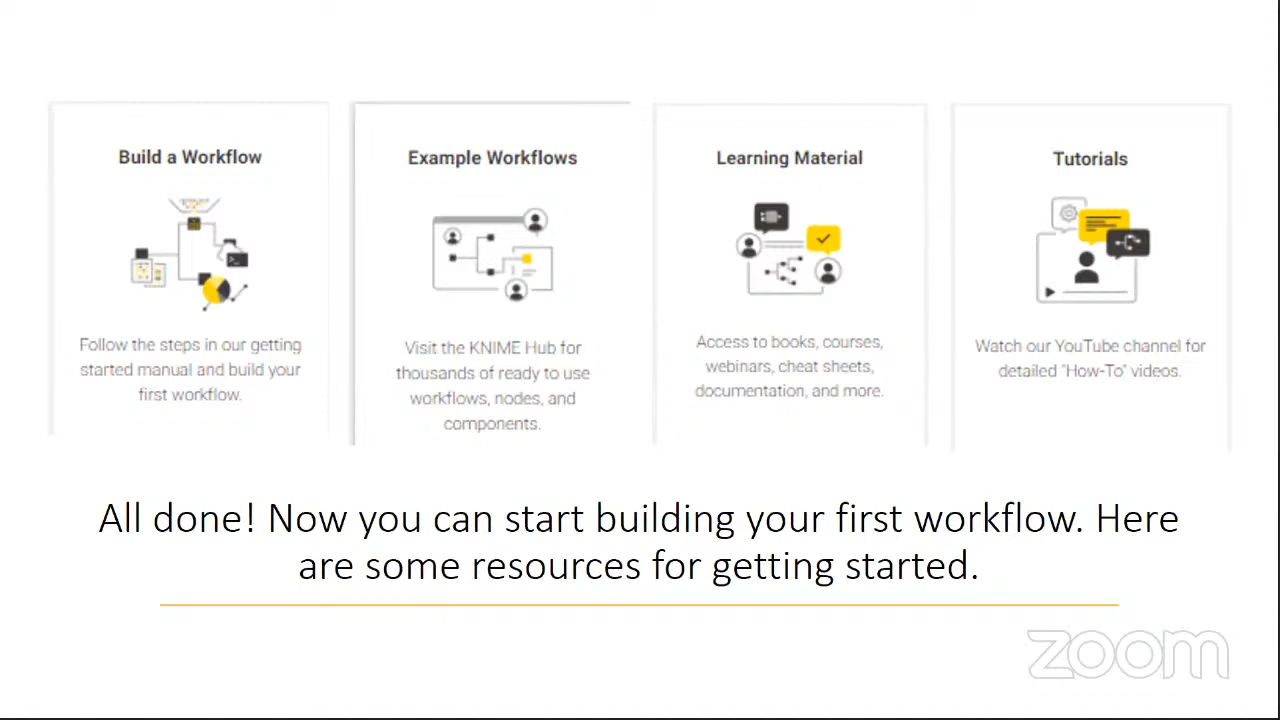 Build a Workflow
Follow the steps in our getting
started manual and build your
first workflow.
Example Workflows
Visit the KNIME Hub for
thousands of ready to use
workflows, nodes, and
components.
Learning Material
Access to books, courses,
webinars, cheat sheets,
documentation, and more.
Tutorials
Watch our YouTube channel for
detailed "How-To" videos.
All done! Now you can start building your first workflow. Here
are some resources for getting started.
zoom